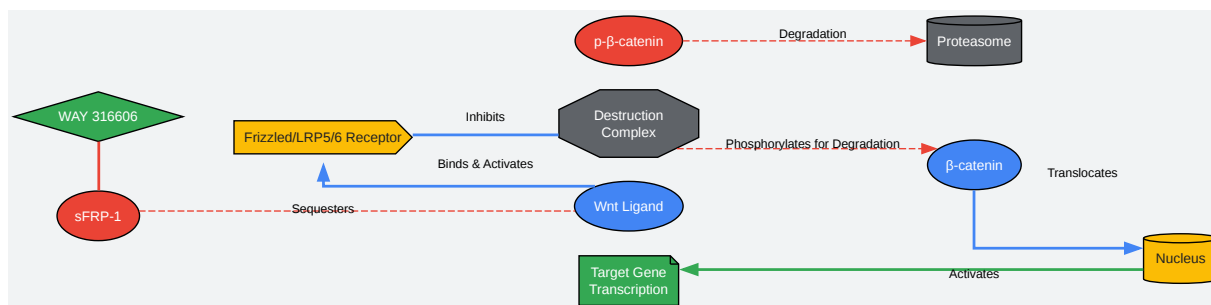 p-β-catenin
Degradation
Proteasome
WAY 316606
Frizzled/LRP5/6 Receptor
Inhibits
Destruction
Complex
Phosphorylates for Degradation
Binds & Activates
β-catenin
Translocates
sFRP-1
Sequesters
Wnt Ligand
Nucleus
Target Gene
Transcription
Activates